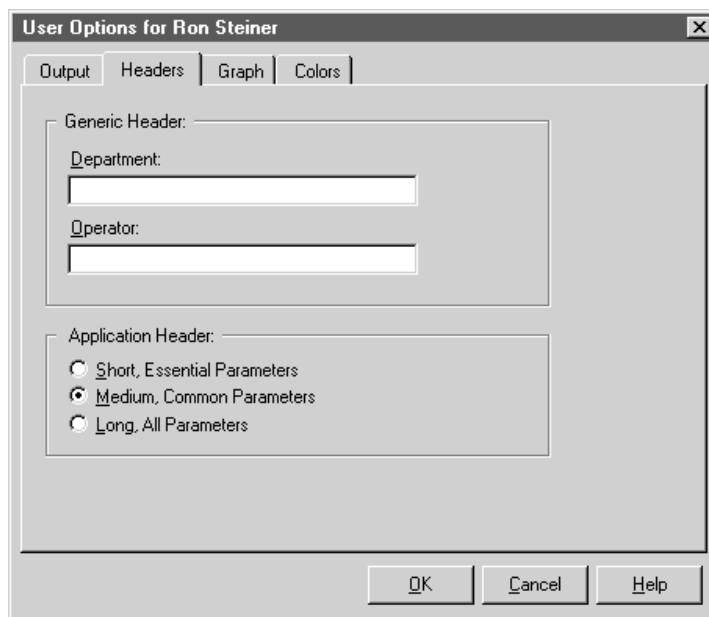 User Options for Ron Steiner
Output Headers Graph Colors
Generic Header:
Department:
Operator:
Application Header:
Short, Essential Parameters
Medium, Common Parameters
Long, All Parameters
OK Cancel Help